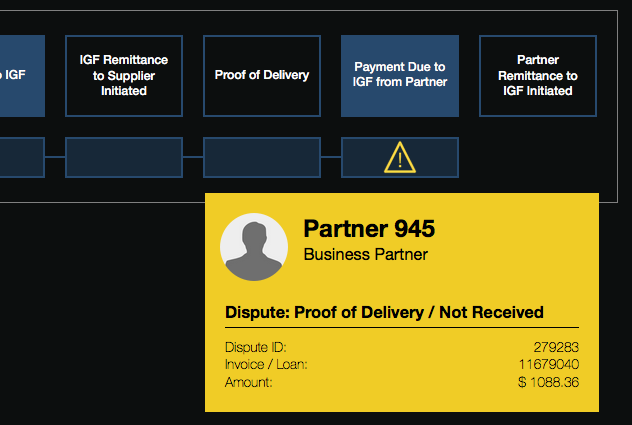 o IGF
IGF Remittance
to Supplier
Initiated
Proof of Delivery
Payment Due to
IGF from Partner
Partner
Remittance to
IGF Initiated
!
Partner 945
Business Partner
Dispute: Proof of Delivery / Not Received
Dispute ID: 279283
Invoice / Loan: 11679040
Amount: $ 1088.36